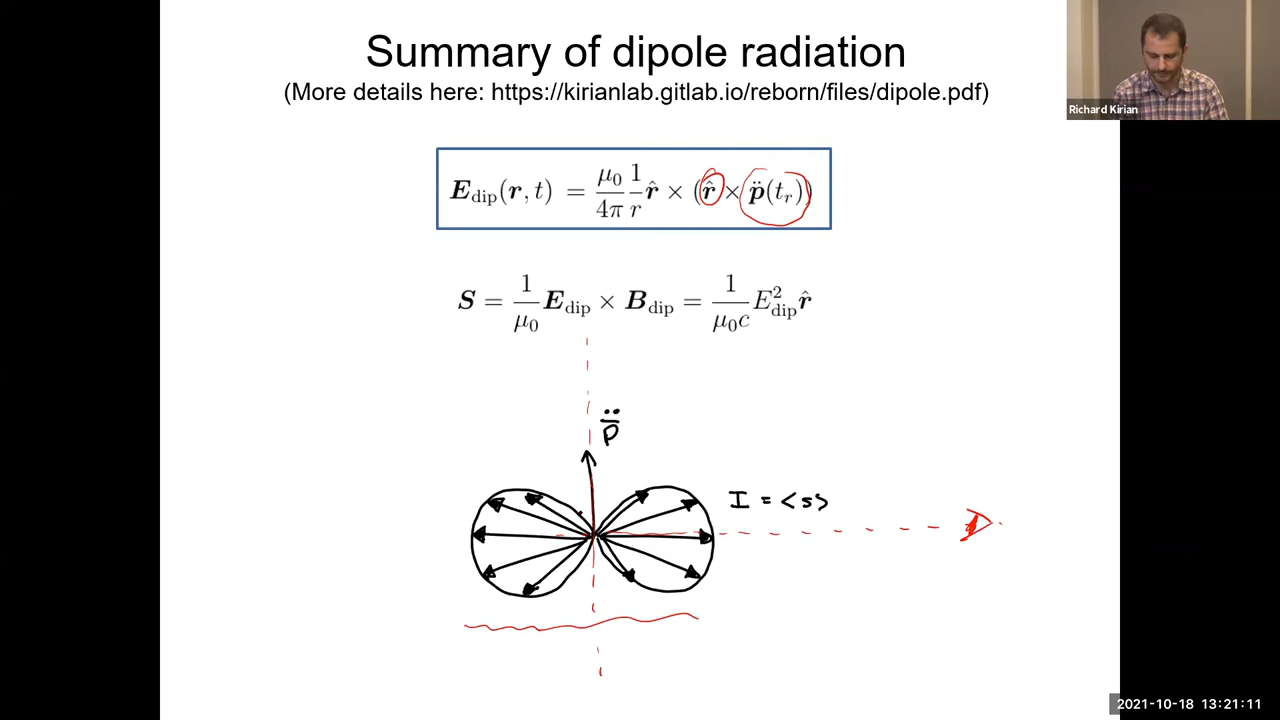 Summary of dipole radiation
(More details here: https://kirianlab.gitlab.io/reborn/files/dipole.pdf)
Richard Kirian
E_dip(r, t) = μ₀/4π 1/r r̂ × (r̂ × p̈(t_r))
S = 1/μ₀ E_dip × B_dip = 1/μ₀c E²_dip r̂
p̈
I = <s>
2021-10-18 13:21:11